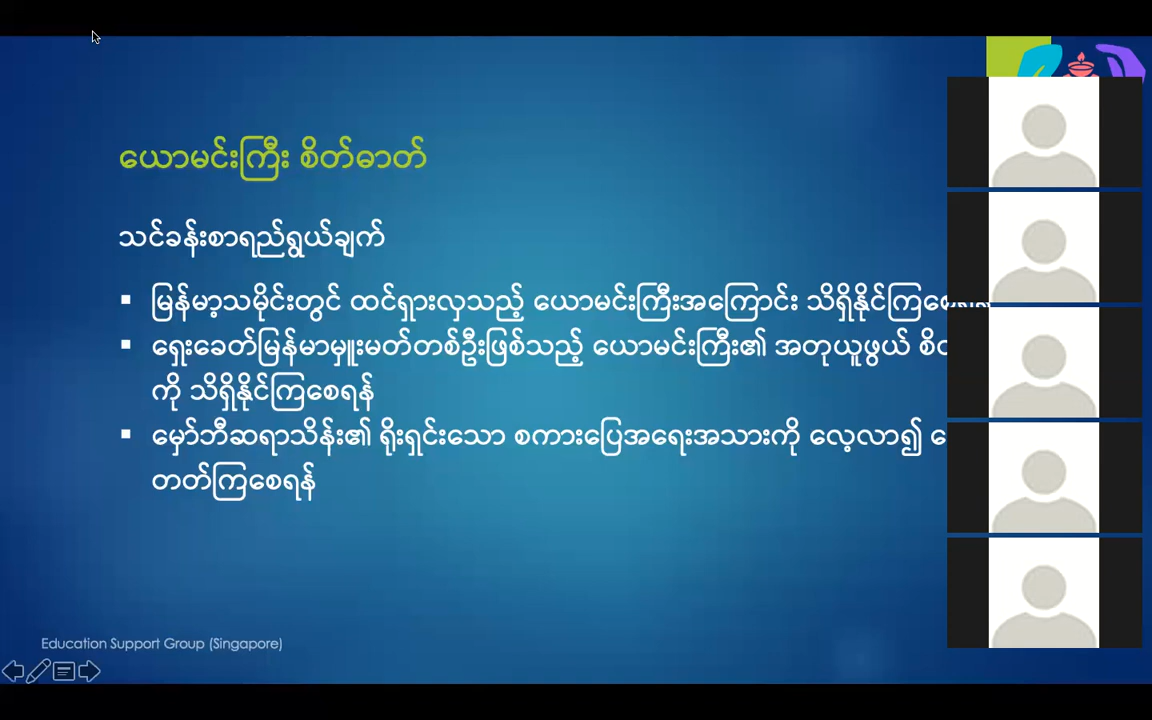 ယောမင်းကြီး စိတ်ဓာတ်
သင်ခန်းစာရည်ရွယ်ချက်
▪ မြန်မာ့သမိုင်းတွင် ထင်ရှားလှသည့် ယောမင်းကြီးအကြောင်း သိရှိနိုင်ကြစေရန်
▪ ရှေးခေတ်မြန်မာမှူးမတ်တစ်ဦးဖြစ်သည့် ယောမင်းကြီး၏ အတုယူဖွယ်
ကို သိရှိနိုင်ကြစေရန်
▪ မှော်ဘီဆရာသိန်း၏ ရိုးရှင်းသော စကားပြေအရေးအသားကို လေ့လာ၍
တတ်ကြစေရန်
Education Support Group (Singapore)